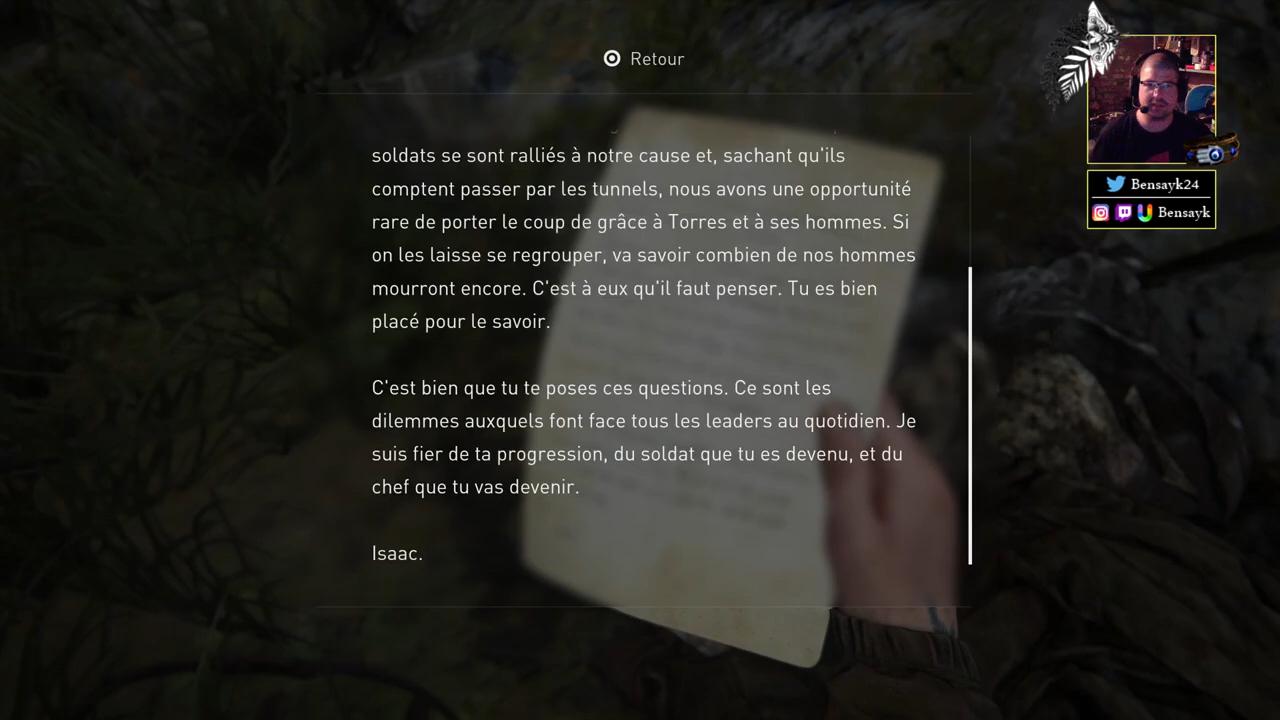 Retour
soldats se sont ralliés à notre cause et, sachant qu'ils
comptent passer par les tunnels, nous avons une opportunité
rare de porter le coup de grâce à Torres et à ses hommes. Si
on les laisse se regrouper, va savoir combien de nos hommes
mourront encore. C'est à eux qu'il faut penser. Tu es bien
placé pour le savoir.
C'est bien que tu te poses ces questions. Ce sont les
dilemmes auxquels font face tous les leaders au quotidien. Je
suis fier de ta progression, du soldat que tu es devenu, et du
chef que tu vas devenir.
Isaac.
Bensayk24
Bensayk